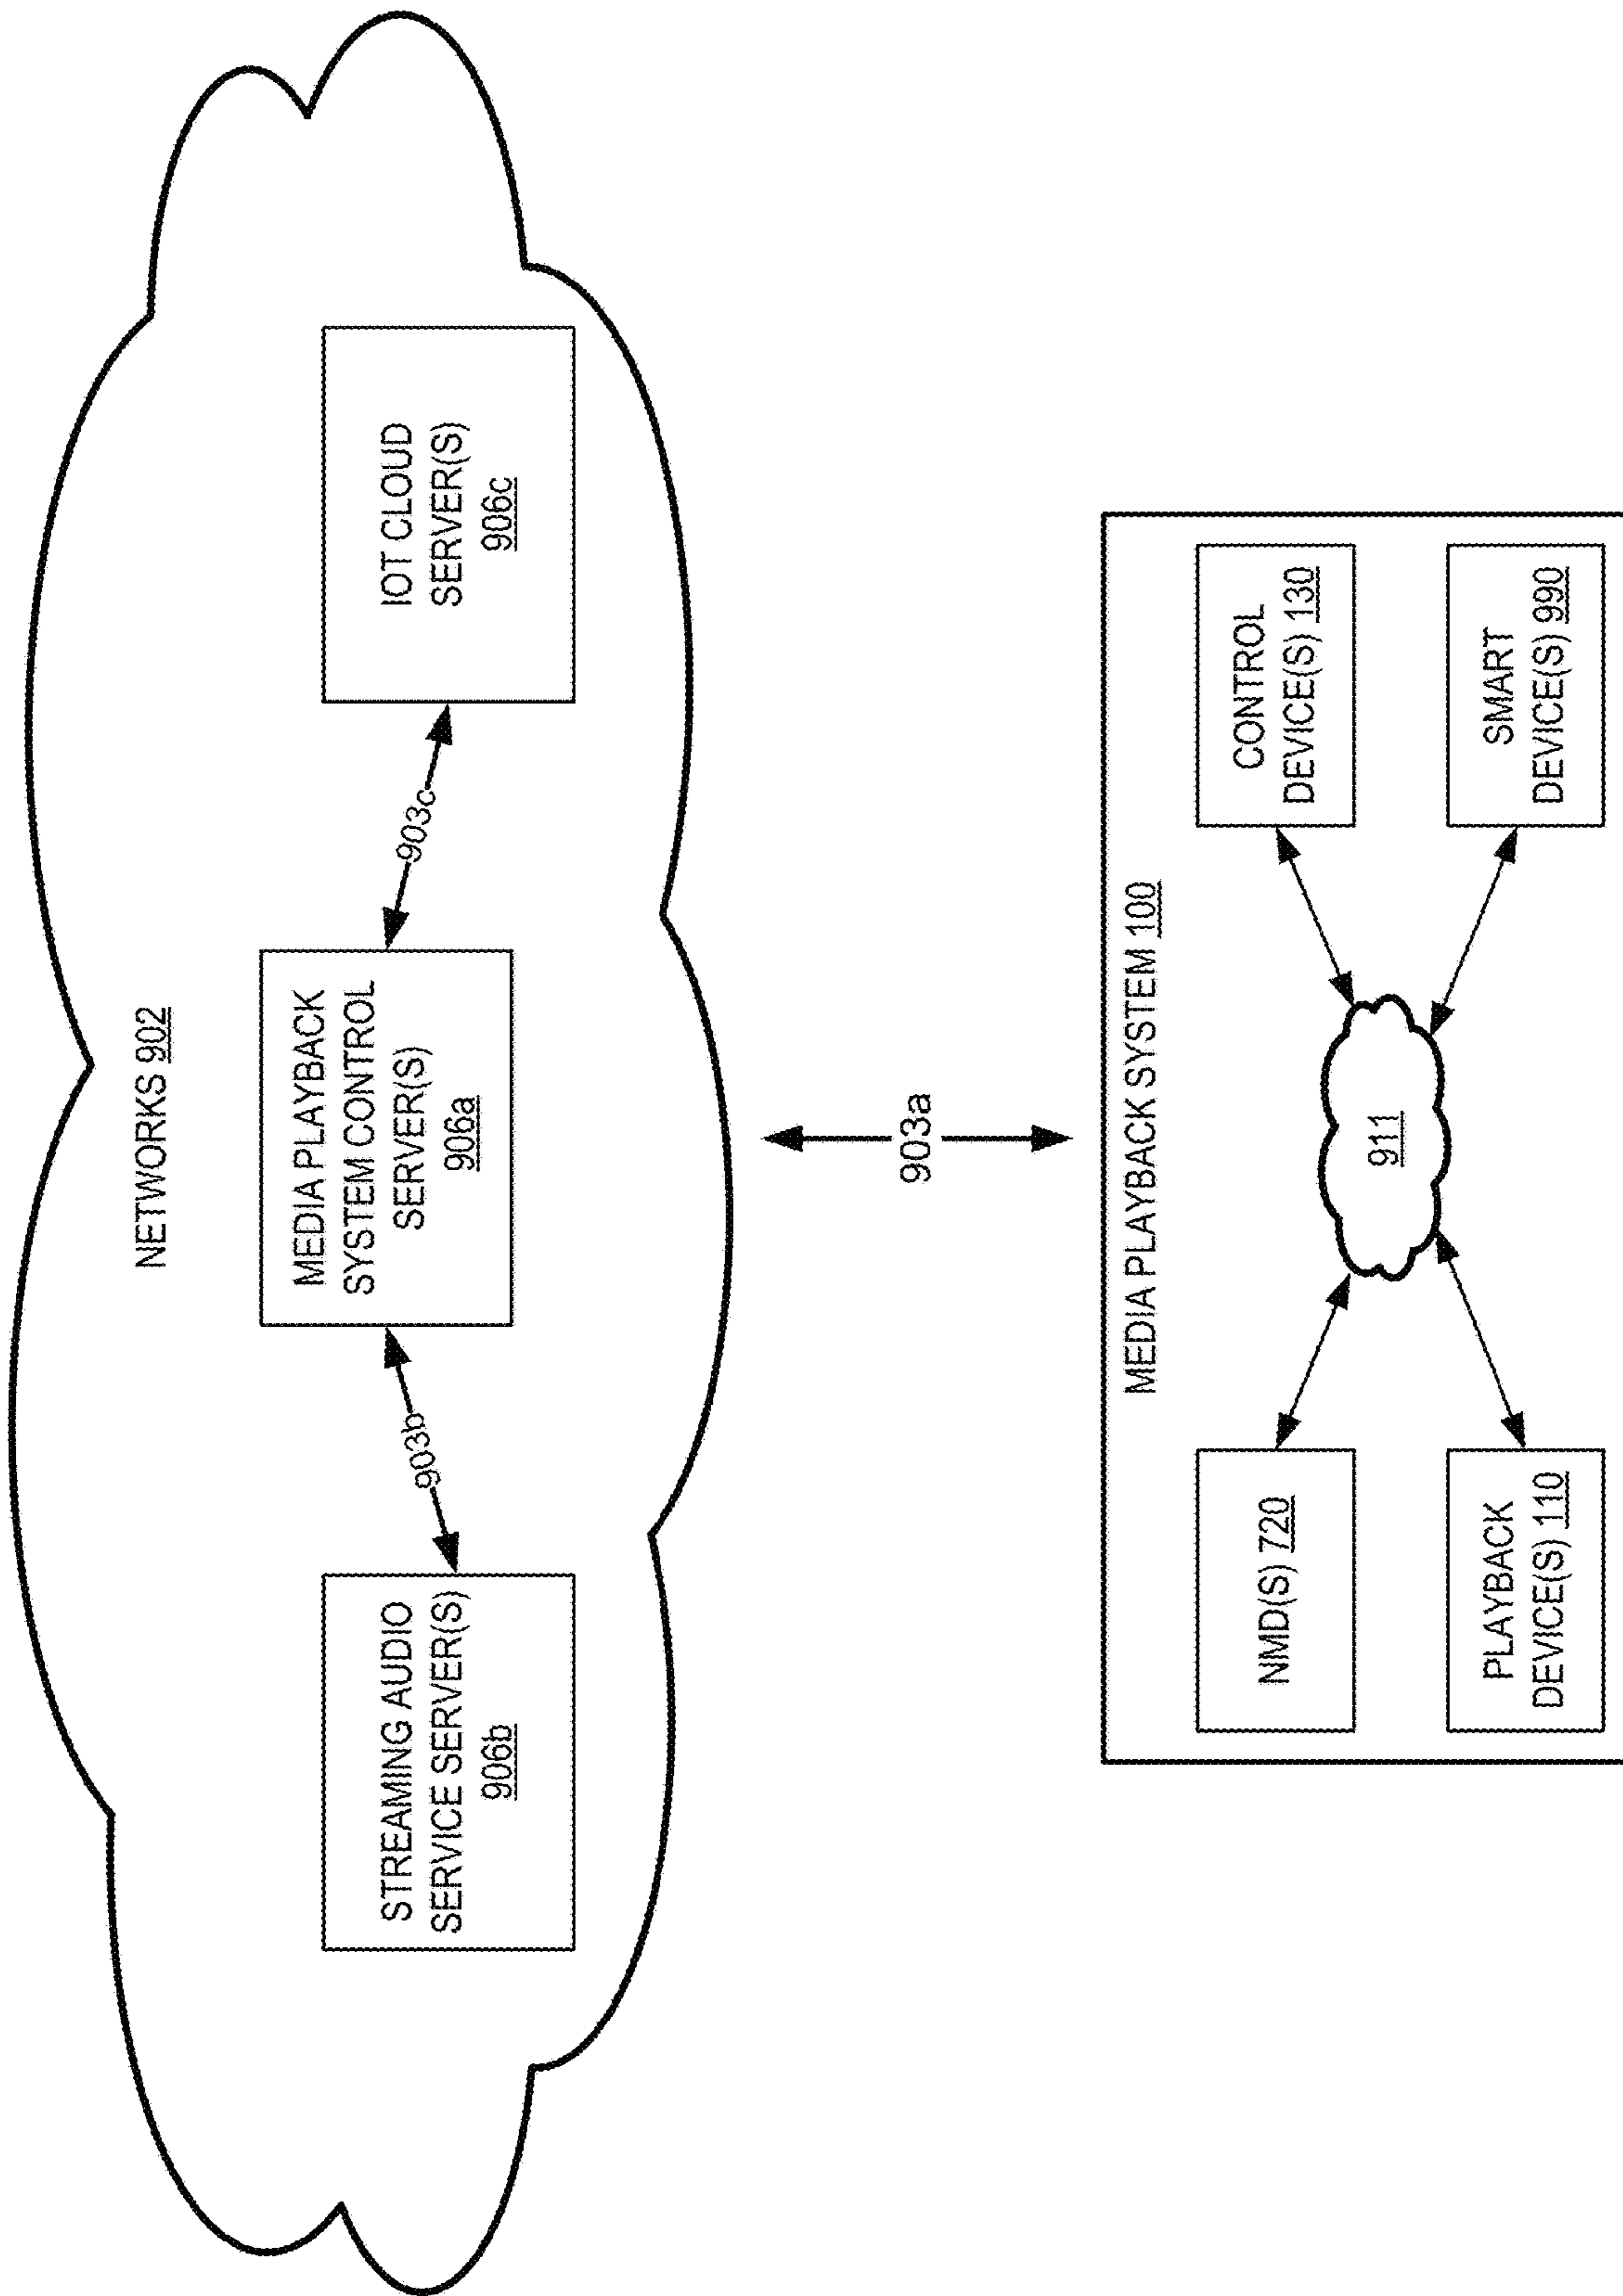 NETWORKS 902
STREAMING AUDIO
SERVICE SERVER(S)
906b
903b
MEDIA PLAYBACK
SYSTEM CONTROL
SERVER(S)
906a
903c
IOT CLOUD
SERVER(S)
906c
903a
MEDIA PLAYBACK SYSTEM 100
NMD(S) 720
CONTROL
DEVICE(S) 130
911
PLAYBACK
DEVICE(S) 110
SMART
DEVICE(S) 990